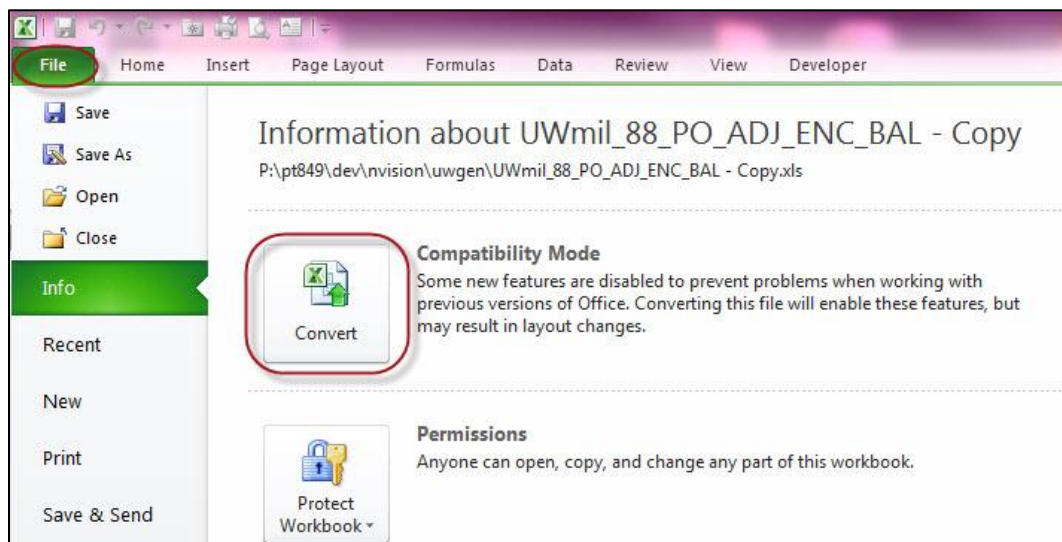 File Home Insert Page Layout Formulas Data Review View Developer
Save
Save As
Open
Close
Info
Recent
New
Print
Save & Send
Information about UWmil_88_PO_ADJ_ENC_BAL - Copy
P:\pt849\dev\nvision\uwgen\UWmil_88_PO_ADJ_ENC_BAL - Copy.xls
Convert
Compatibility Mode
Some new features are disabled to prevent problems when working with
previous versions of Office. Converting this file will enable these features, but
may result in layout changes.
Protect
Workbook
Permissions
Anyone can open, copy, and change any part of this workbook.